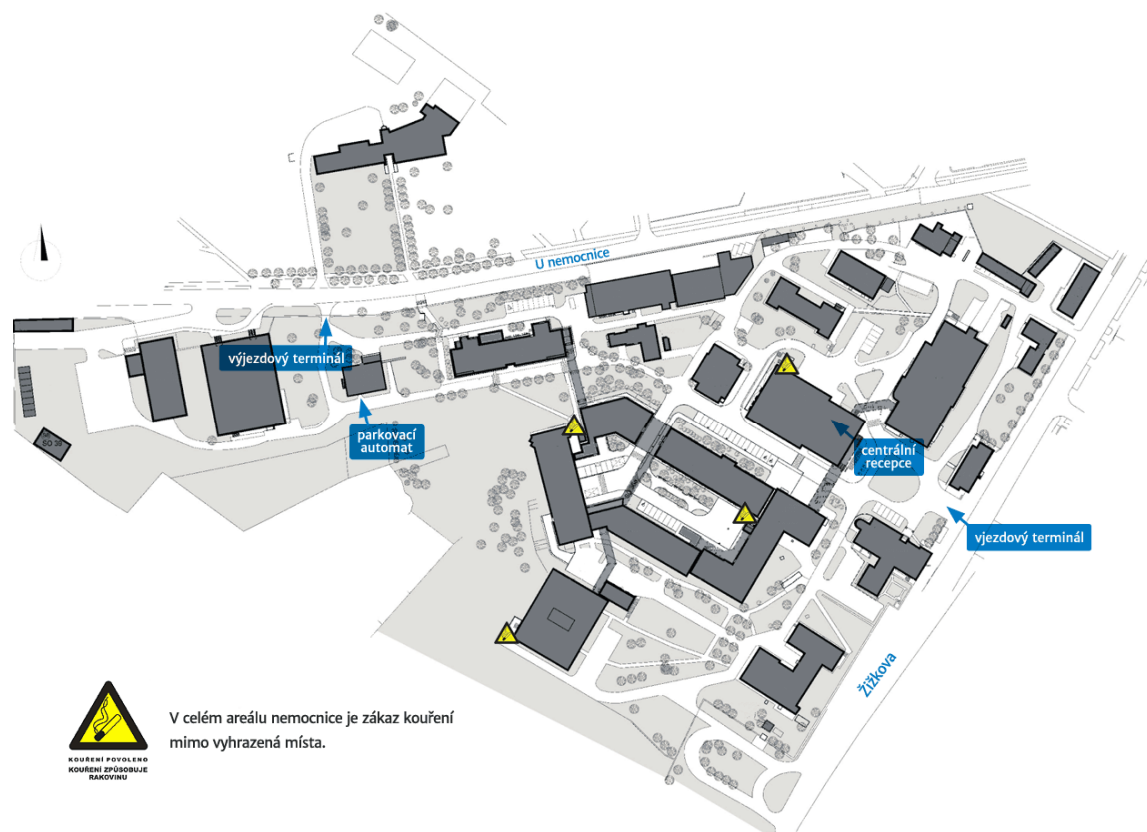 U nemocnice
výjezdový terminál
parkovací
automat
SO 35
centrální
recepce
vjezdový terminál
Žižkova
V celém areálu nemocnice je zákaz kouření
mimo vyhrazená místa.
KOUŘENÍ POVOLENO
KOUŘENÍ ZPŮSOBUJE
RAKOVINU